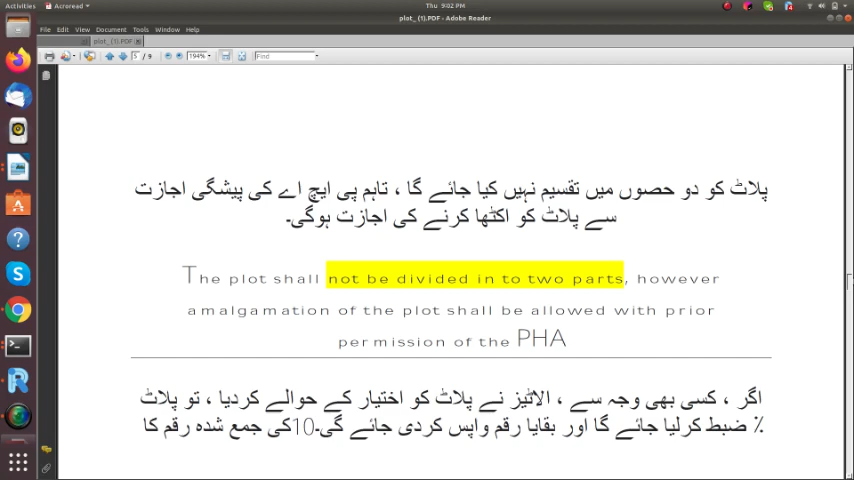 Activities
Acroread
Thu 9:02 PM
plot_ (1).PDF - Adobe Reader
File Edit View Document Tools Window Help
plot_ (1).PDF
5 / 9
194%
Find
پلاٹ کو دو حصوں میں تقسیم نہیں کیا جائے گا ، تاہم پی ایچ اے کی پیشگی اجازت
سے پلاٹ کو اکٹھا کرنے کی اجازت ہوگی۔
The plot shall not be divided in to two parts, however
amalgamation of the plot shall be allowed with prior
permission of the PHA
اگر ، کسی بھی وجہ سے ، الاٹیز نے پلاٹ کو اختیار کے حوالے کردیا ، تو پلاٹ
٪ ضبط کرلیا جائے گا اور بقایا رقم واپس کردی جائے گی۔10کی جمع شدہ رقم کا